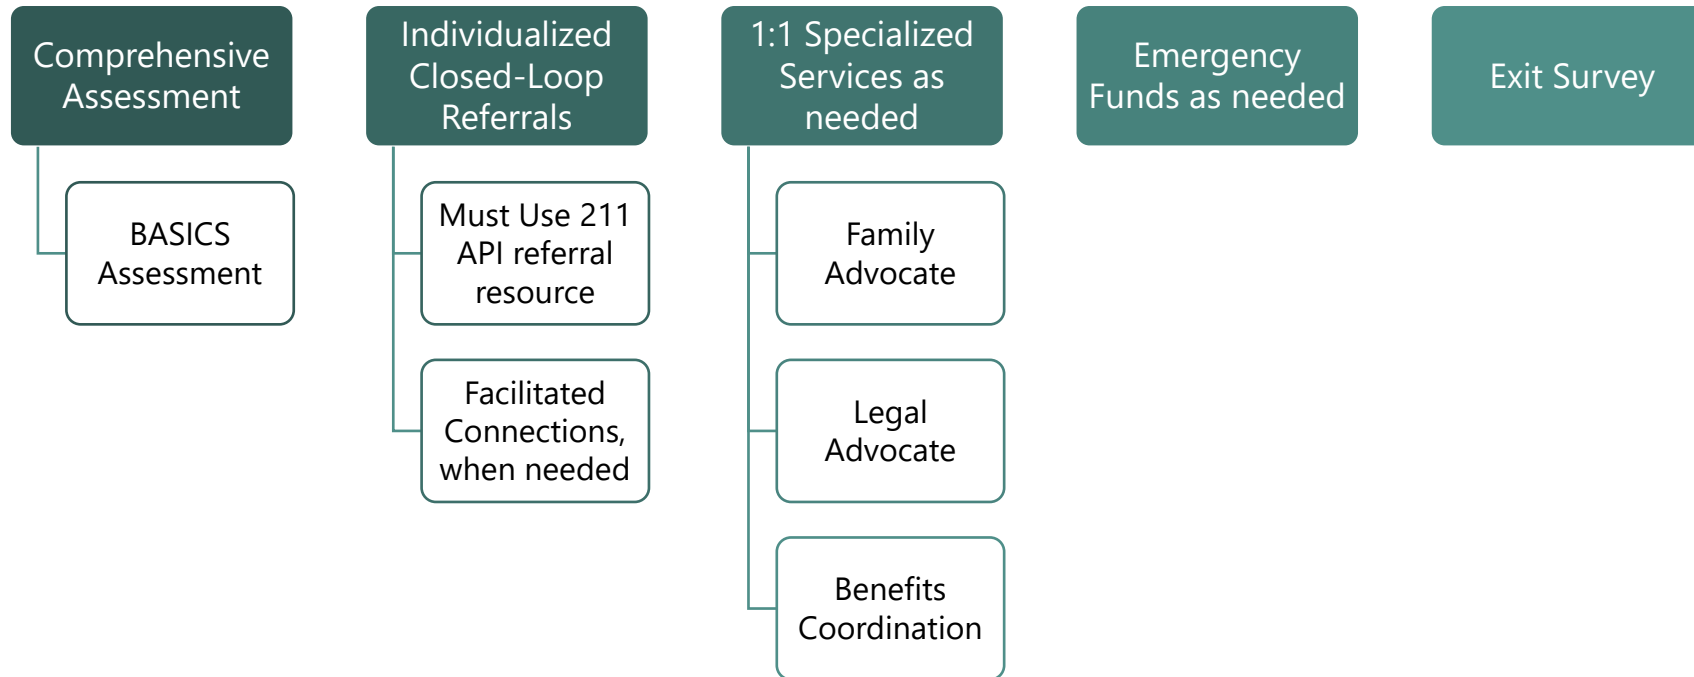 Comprehensive
Assessment
BASICS
Assessment
Individualized
Closed-Loop
Referrals
Must Use 211
API referral
resource
Facilitated
Connections,
when needed
1:1 Specialized
Services as
needed
Family
Advocate
Legal
Advocate
Benefits
Coordination
Emergency
Funds as needed
Exit Survey